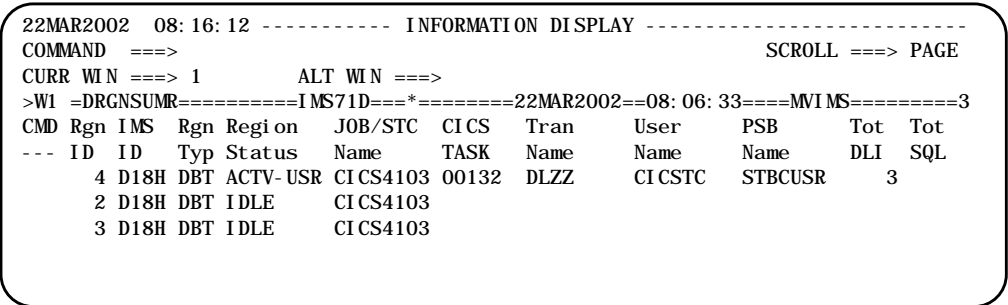 22MAR2002  08:16:12 ----------- INFORMATION DISPLAY ---------------------------
COMMAND  ===>                                                 SCROLL ===> PAGE
CURR WIN ===> 1         ALT WIN ===>
>W1 =DRGNSUMR==========IMS71D===*========22MAR2002==08:06:33====MVIMS=========3
CMD Rgn IMS  Rgn Region    JOB/STC  CICS   Tran     User     PSB      Tot  Tot
--- ID  ID   Typ Status    Name     TASK   Name     Name     Name     DLI  SQL
      4 D18H DBT ACTV-USR CICS4103 00132  DLZZ     CICSTC   STBCUSR     3
      2 D18H DBT IDLE     CICS4103
      3 D18H DBT IDLE     CICS4103